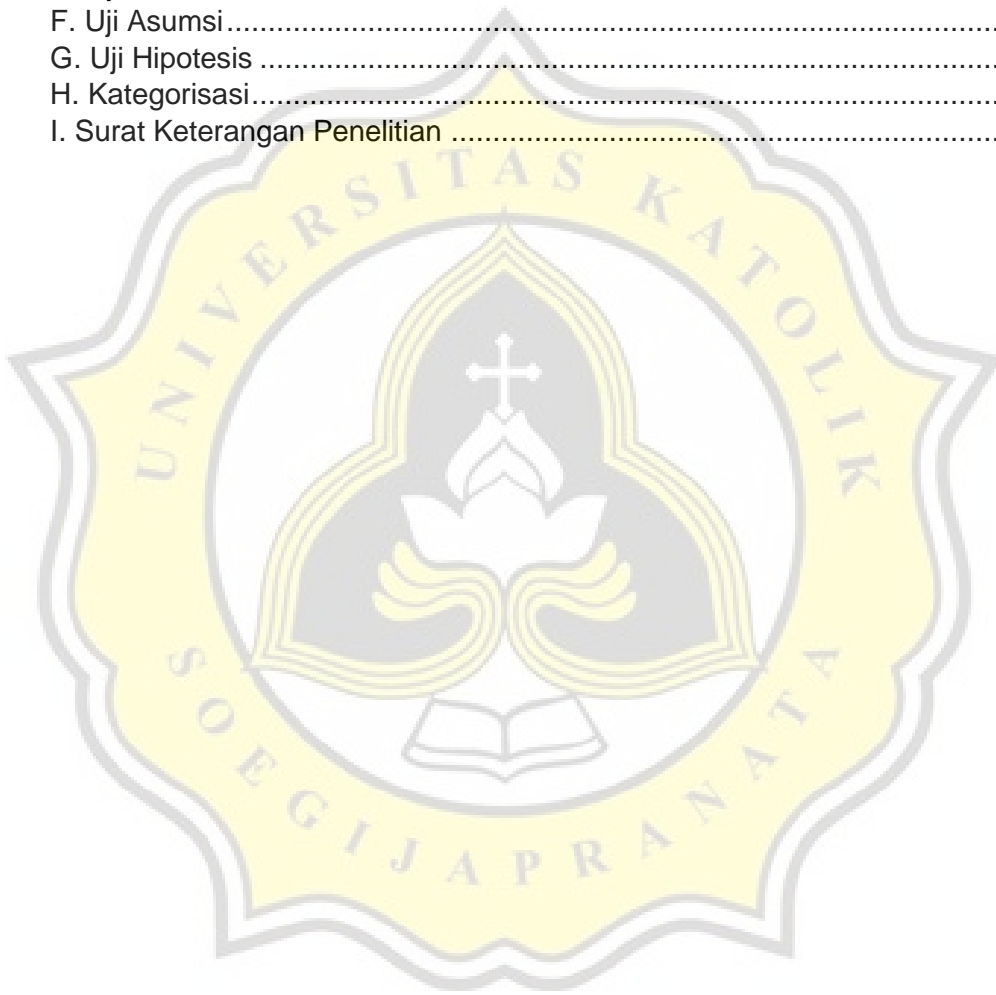 F. Uji Asumsi........................................................................................................
G. Uji Hipotesis ....................................................................................................
H. Kategorisasi.....................................................................................................
I. Surat Keterangan Penelitian ............................................................................
UNIVERSITAS KATOLIK
SOEGIJAPRANATA